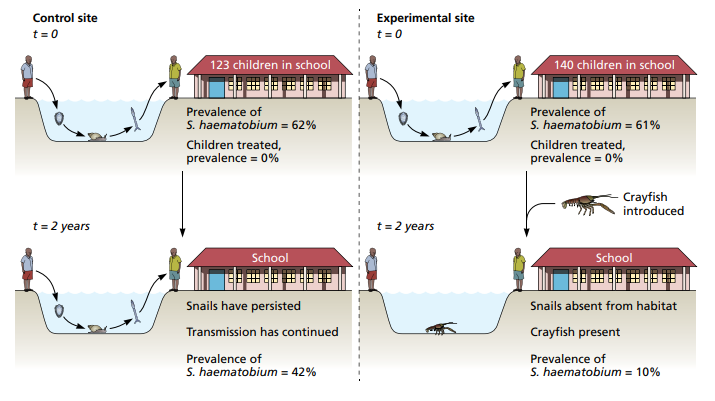 Control site
t = 0
123 children in school
Prevalence of
S. haematobium = 62%
Children treated,
prevalence = 0%
t = 2 years
School
Snails have persisted
Transmission has continued
Prevalence of
S. haematobium = 42%
Experimental site
t = 0
140 children in school
Prevalence of
S. haematobium = 61%
Children treated,
prevalence = 0%
Crayfish
introduced
t = 2 years
School
Snails absent from habitat
Crayfish present
Prevalence of
S. haematobium = 10%